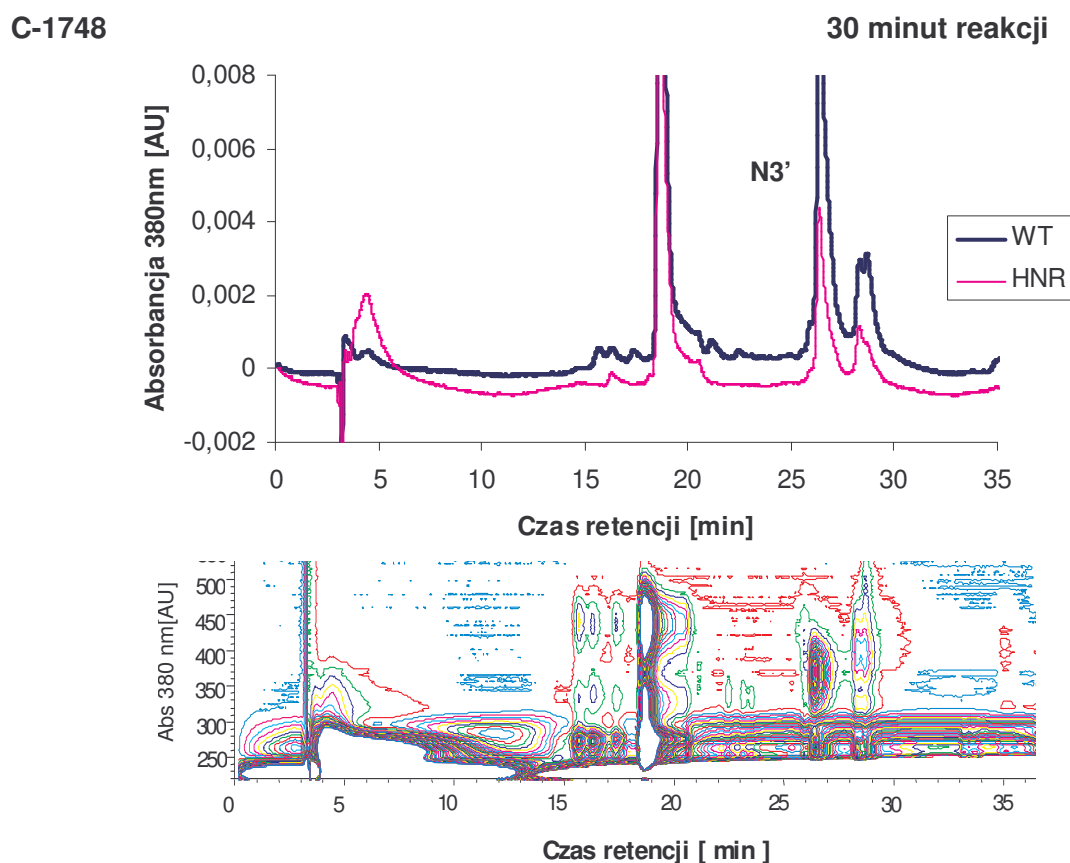 C-1748 30 minut reakcji
0,008
0,006
0,004
0,002
0
-0,002
Absorbancja 380nm [AU]
N3’
WT
HNR
0 5 10 15 20 25 30 35
Czas retencji [min]
500
450
400
350
300
250
Abs 380 nm[AU]
0 5 10 15 20 25 30 35
Czas retencji [ min ]